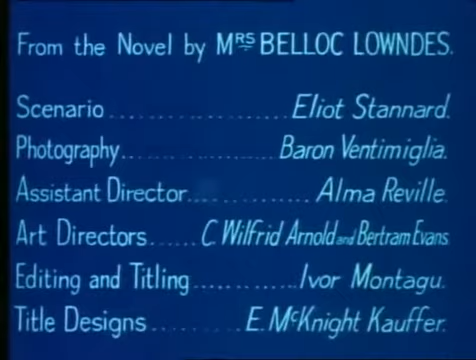 From the Novel by MRS BELLOC LOWNDES.
Scenario................Eliot Stannard.
Photography................Baron Ventimiglia.
Assistant Director..............Alma Reville.
Art Directors......C. Wilfrid Arnold and Bertram Evans.
Editing and Titling.............Ivor Montagu.
Title Designs.........E. McKnight Kauffer.